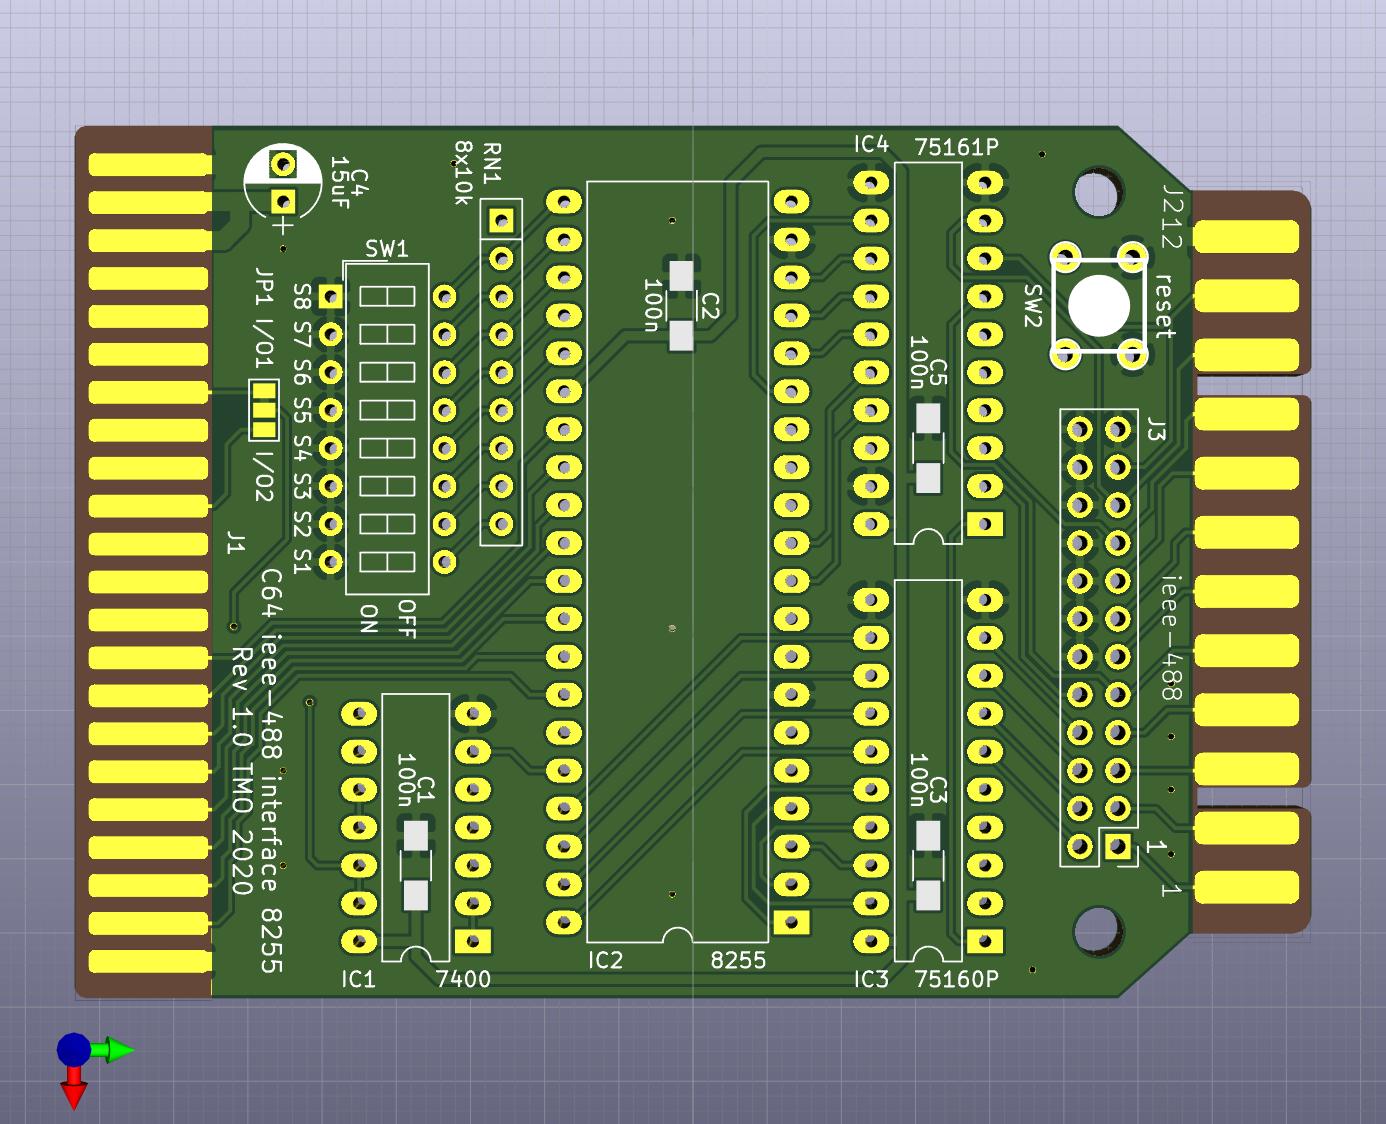 C4
15uF
+
RN1
8x10k
IC4
75161P
J212
SW1
JP1 I/O1
I/O2
S8
S7
S6
S5
S4
S3
S2
S1
ON
OFF
J1
C2
100n
C5
100n
SW2
reset
J3
ieee-488
1
1
C64 ieee-488 interface 8255
Rev 1.0 TMO 2020
C1
100n
C3
100n
IC1
7400
IC2
8255
IC3
75160P